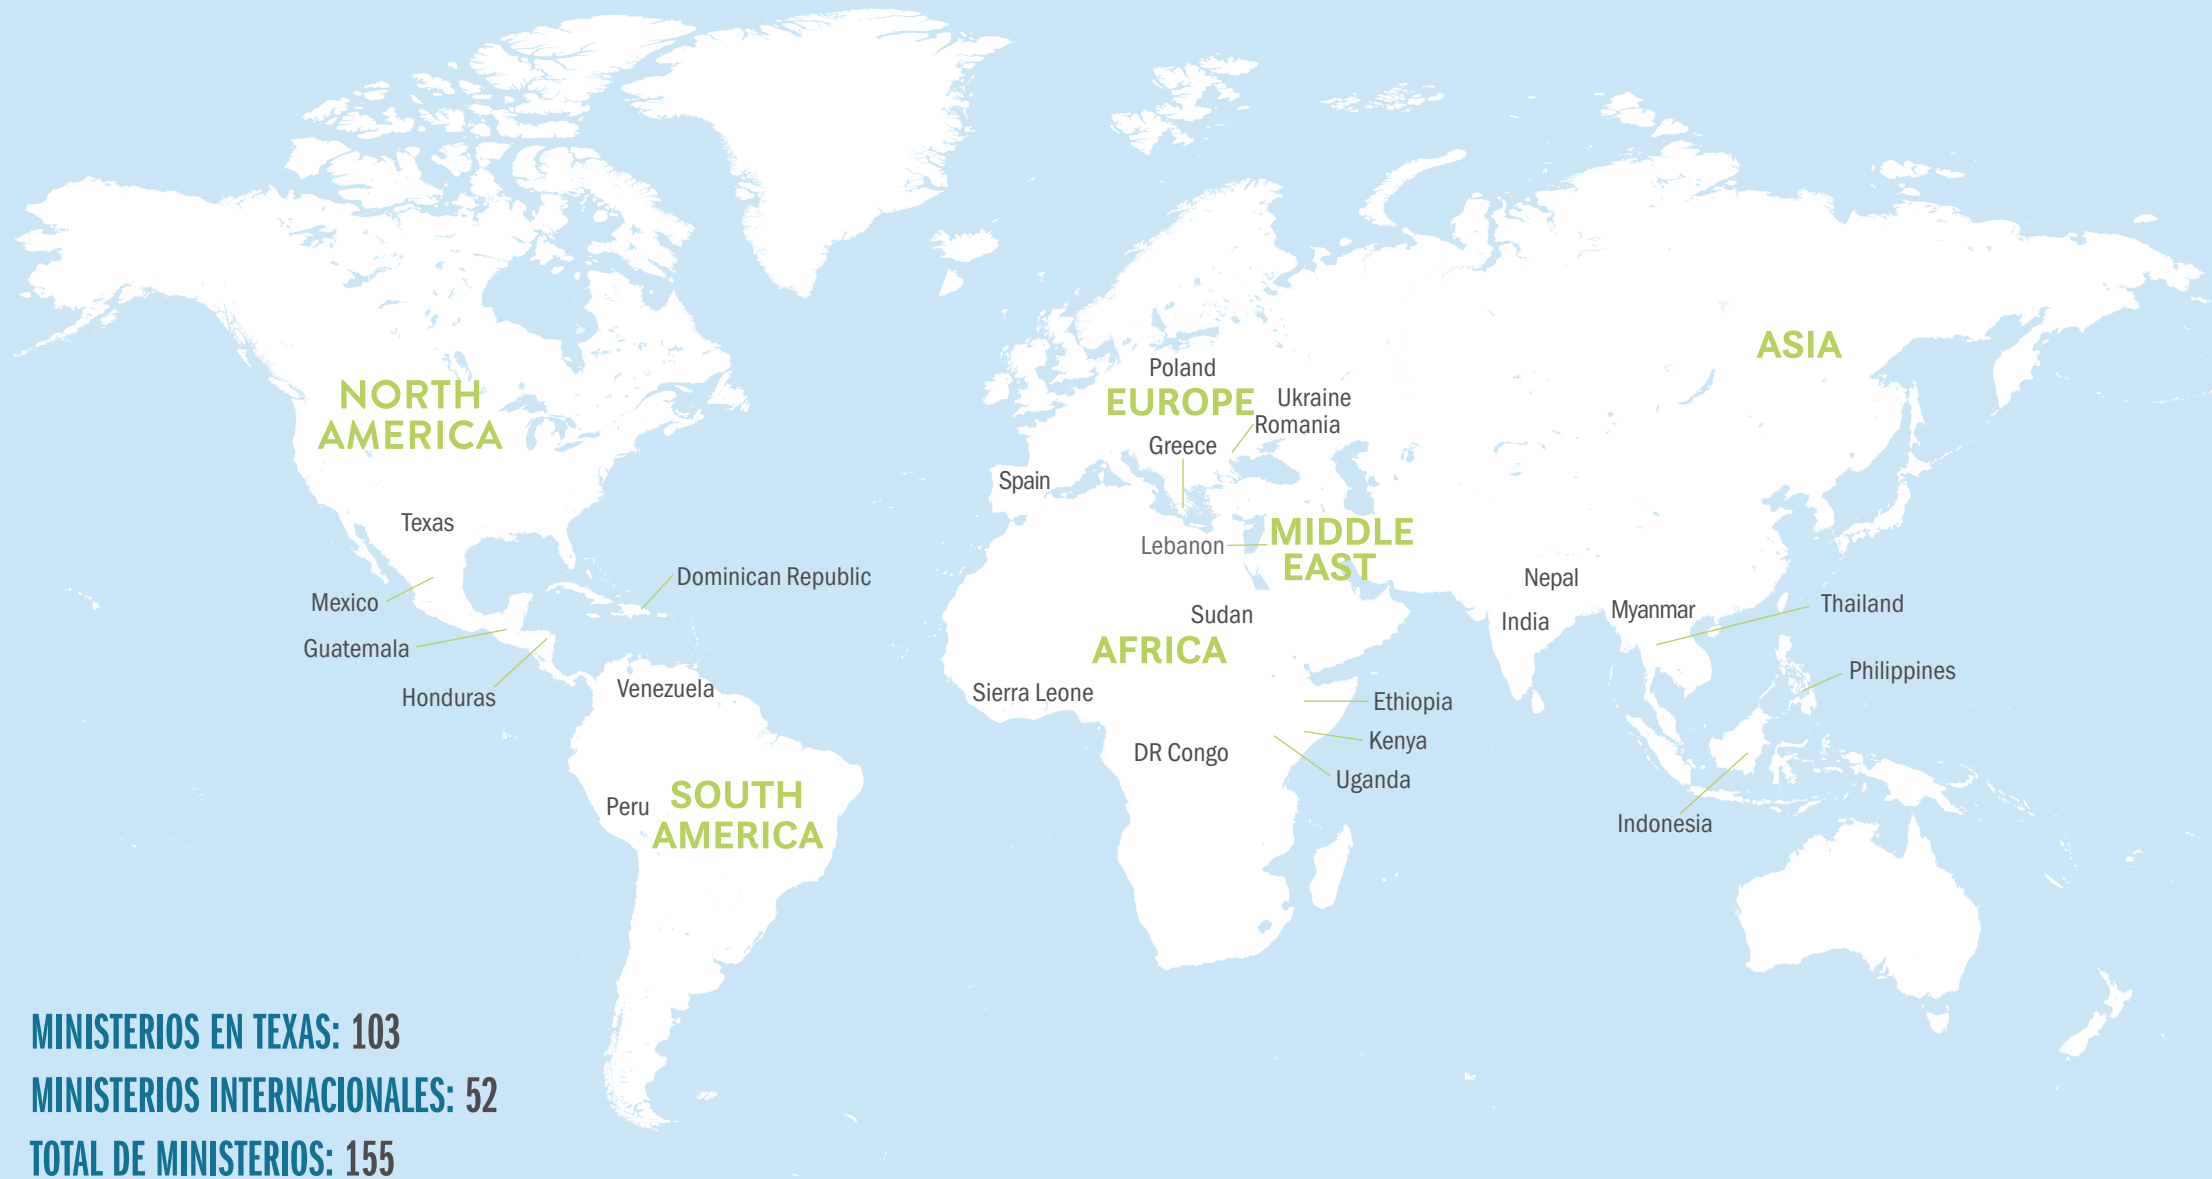 NORTH
AMERICA
Texas
Mexico
Guatemala
Honduras
Dominican Republic
Venezuela
Peru
SOUTH
AMERICA
Poland
EUROPE
Ukraine
Romania
Greece
Spain
Lebanon
MIDDLE
EAST
Sudan
AFRICA
Sierra Leone
DR Congo
Ethiopia
Kenya
Uganda
ASIA
Nepal
India
Myanmar
Thailand
Philippines
Indonesia
MINISTERIOS EN TEXAS: 103
MINISTERIOS INTERNACIONALES: 52
TOTAL DE MINISTERIOS: 155